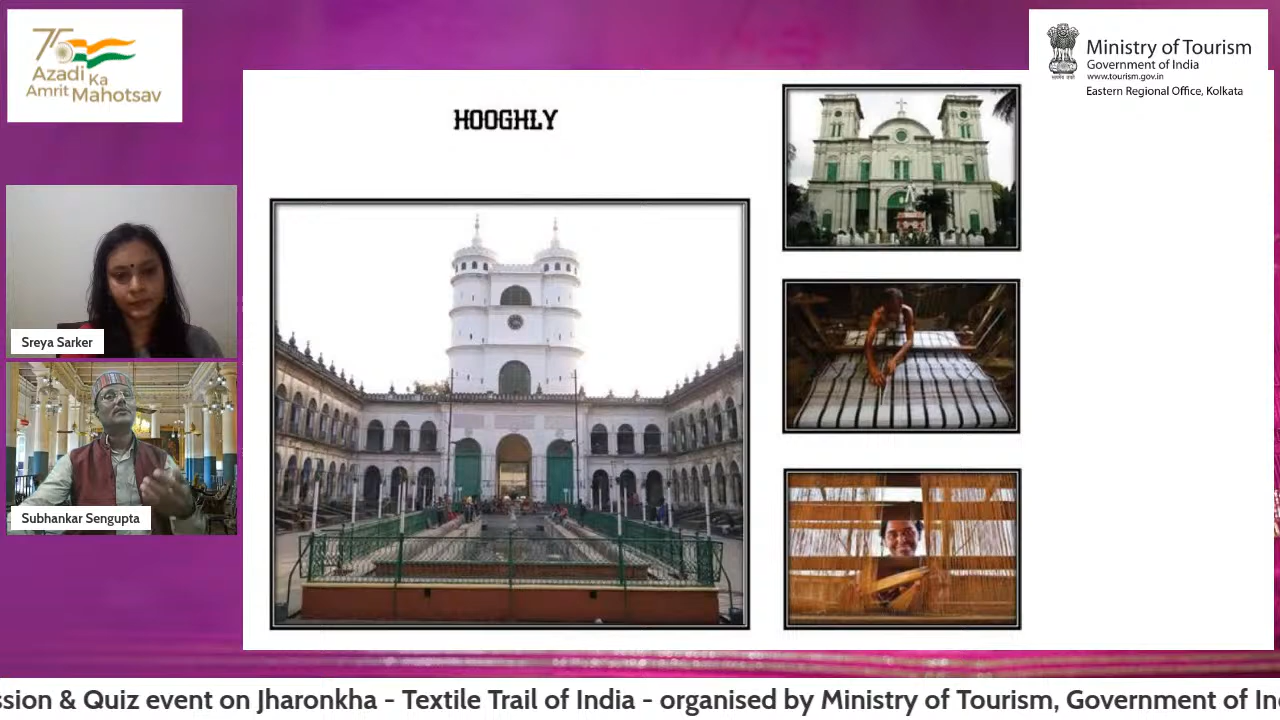 75
Azadi Ka
Amrit Mahotsav
Ministry of Tourism
Government of India
www.tourism.gov.in
Eastern Regional Office, Kolkata
HOOGHLY
Sreya Sarker
Subhankar Sengupta
ssion & Quiz event on Jharonkha - Textile Trail of India - organised by Ministry of Tourism, Government of In